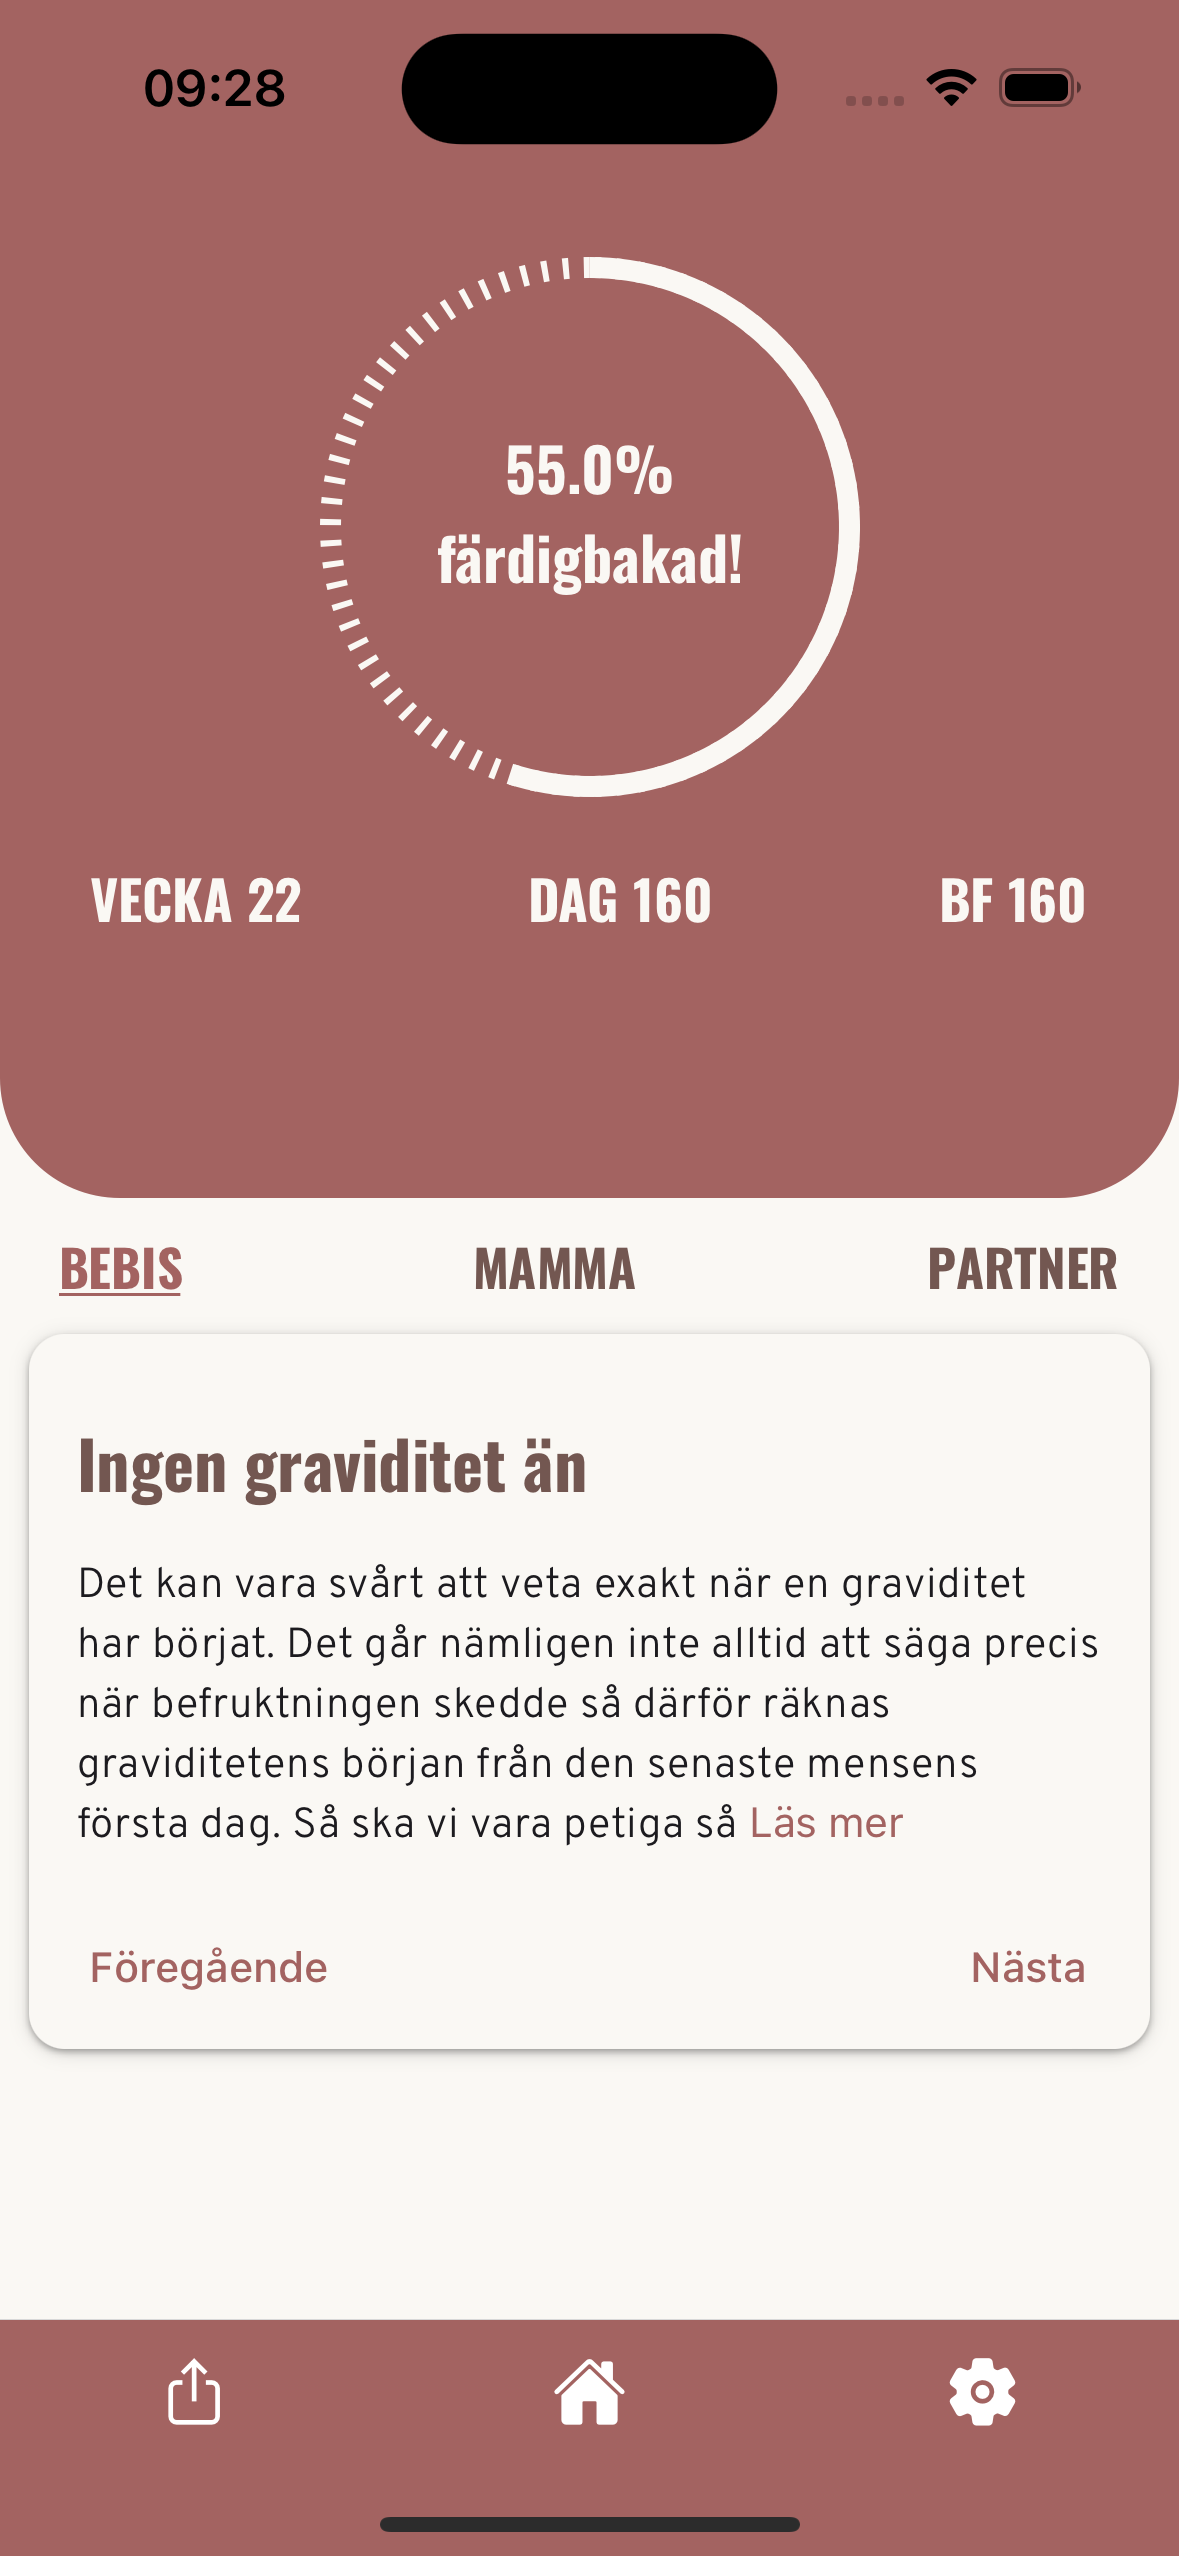 09:28
55.0%
färdigbakad!
VECKA 22
DAG 160
BF 160
BEBIS
MAMMA
PARTNER
Ingen graviditet än
Det kan vara svårt att veta exakt när en graviditet
har börjat. Det går nämligen inte alltid att säga precis
när befruktningen skedde så därför räknas
graviditetens början från den senaste mensens
första dag. Så ska vi vara petiga så Läs mer
Föregående
Nästa